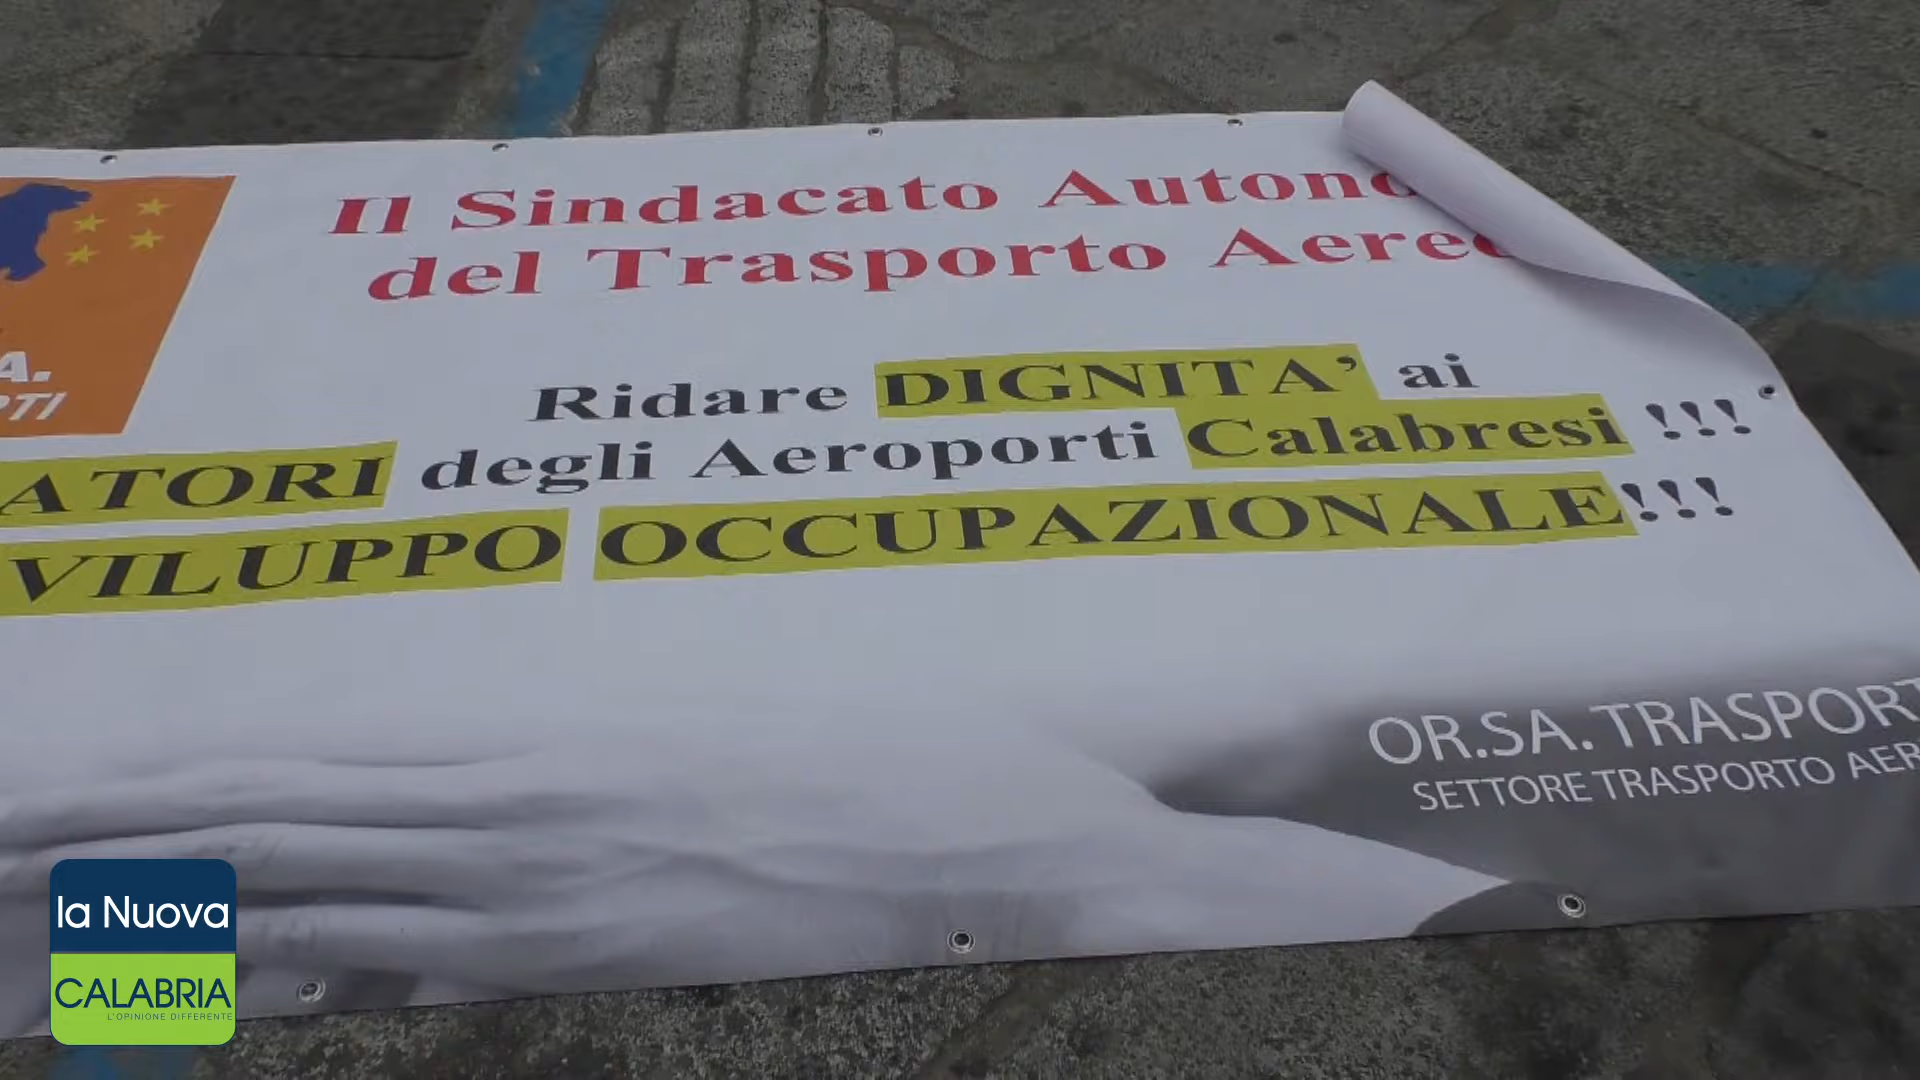 Il Sindacato Autono
del Trasporto Aereo
A.
PTI
Ridare DIGNITA' ai
ATORI degli Aeroporti Calabresi !!!
VILUPPO OCCUPAZIONALE!!!
OR.SA. TRASPORT
SETTORE TRASPORTO AER
la Nuova
CALABRIA
L'OPINIONE DIFFERENTE